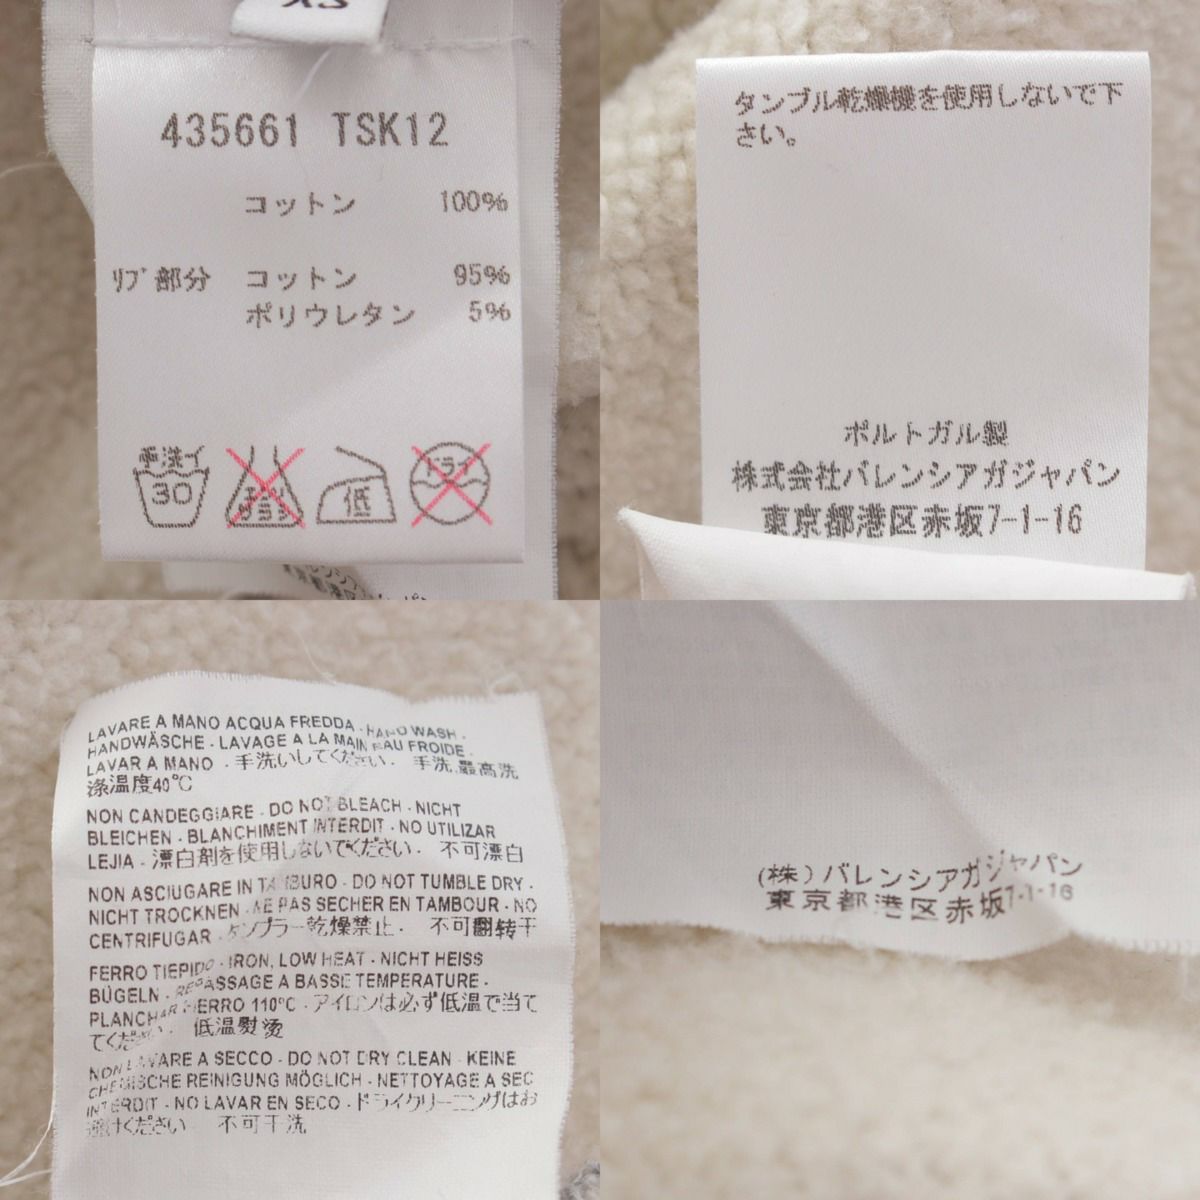 XS
435661 TSK12
コットン 100%
リブ部分 コットン 95%
ポリウレタン 5%
手洗イ 30
エンソサラシ
低
ドライ
タンブル乾燥機を使用しないで下
さい。
ポルトガル製
株式会社バレンシアガジャパン
東京都港区赤坂7-1-16
LAVARE A MANO ACQUA FREDDA - HAND WASH -
HANDWÄSCHE - LAVAGE A LA MAIN EAU FROIDE -
LAVAR A MANO - 手洗いしてください. 手洗,最高洗
涤温度40℃
NON CANDEGGIARE - DO NOT BLEACH - NICHT
BLEICHEN - BLANCHIMENT INTERDIT - NO UTILIZAR
LEJIA - 漂白剤を使用しないでください. 不可漂白
NON ASCIUGARE IN TAMBURO - DO NOT TUMBLE DRY -
NICHT TROCKNEN - NE PAS SECHER EN TAMBOUR - NO
CENTRIFUGAR - タンブラー乾燥禁止. 不可翻转干
FERRO TIEPIDO - IRON, LOW HEAT - NICHT HEISS
BÜGELN - REPASSAGE A BASSE TEMPERATURE -
PLANCHAR HIERRO 110°C - アイロンは必ず低温で当て
てください. 低温熨烫
NON LAVARE A SECCO - DO NOT DRY CLEAN - KEINE
CHEMISCHE REINIGUNG MÖGLICH - NETTOYAGE A SEC
INTERDIT - NO LAVAR EN SECO - ドライクリーニングはお
避けください 不可干洗
(株)バレンシアガジャパン
東京都港区赤坂7-1-16